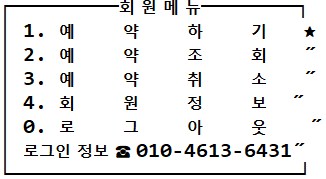 회 원 메 뉴
1. 예 약 하 기 ★
2. 예 약 조 회 ″
3. 예 약 취 소 ″
4. 회 원 정 보 ″
0. 로 그 아 웃 ″
로그인 정보 ☎ 010-4613-6431″